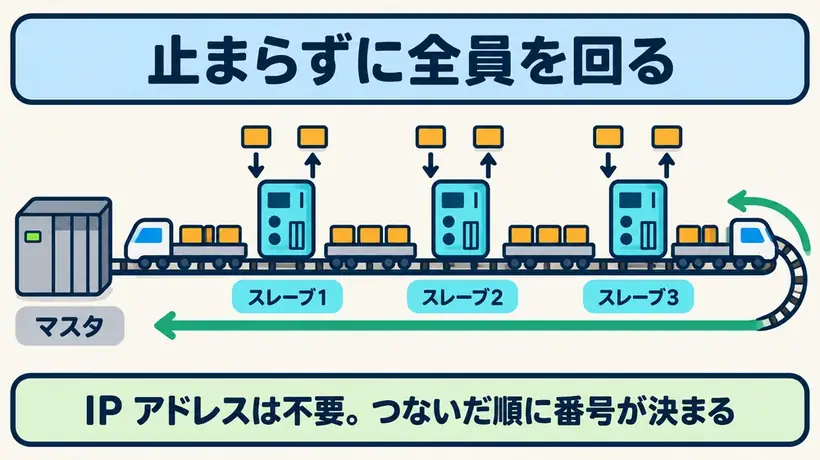 止まらずに全員を回る
スレーブ1
スレーブ2
スレーブ3
マスタ
IP アドレスは不要。つないだ順に番号が決まる